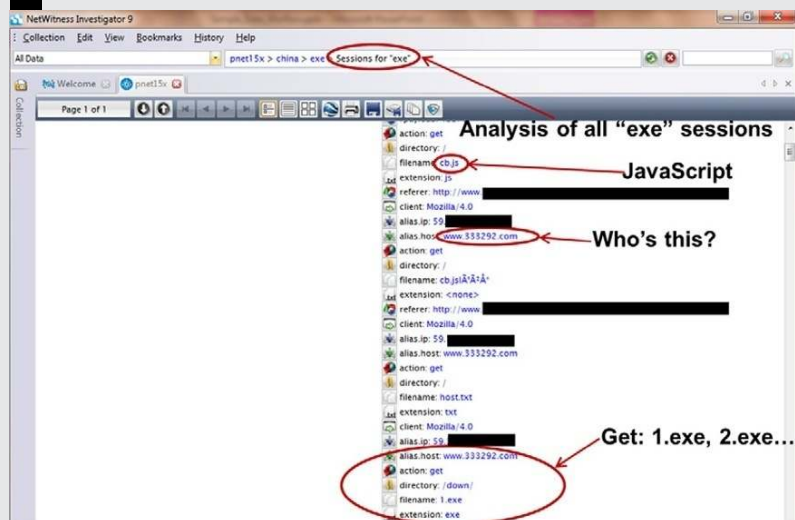 NetWitness Investigator 9
Collection Edit View Bookmarks History Help
All Data
pnet15x > china > exe > Sessions for "exe"
Welcome
pnet15x
Collection
Page 1 of 1
action: get
Analysis of all “exe” sessions
directory: /
filename: cb.js
JavaScript
extension: js
referer: http://www.
client: Mozilla/4.0
alias.ip: 59.
alias.host: www.333292.com
Who’s this?
action: get
directory: /
extension: <none>
referer: http://www
client: Mozilla/4.0
alias.ip: 59.
alias.host: www.333292.com
action: get
directory: /
filename: host.txt
extension: txt
client: Mozilla/4.0
alias.ip: 59.
Get: 1.exe, 2.exe...
alias.host: www.333292.com
action: get
directory: /down/
filename: 1.exe
extension: exe